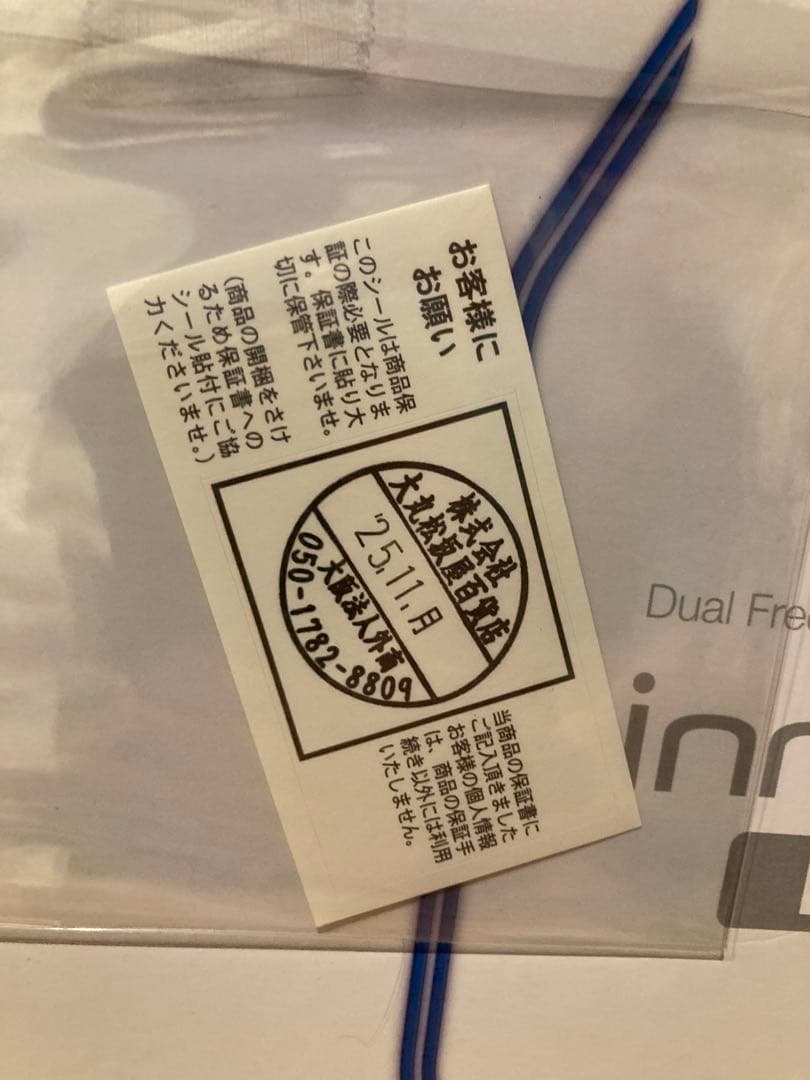 お客様に
お願い
このシールは商品保
証の際必要となりま
す。保証書に貼り大
切に保管下さいませ。
(商品の開梱をさけ
るため保証書への
シール貼付にご協
力くださいませ。)
株式会社
大丸松坂屋百貨店
'25.11.月
大阪法人外商
050-1782-8809
当商品の保証書に
ご記入頂きました
お客様の個人情報
は、商品の保証手
続き以外には利用
いたしません。
Dual Fre
inn